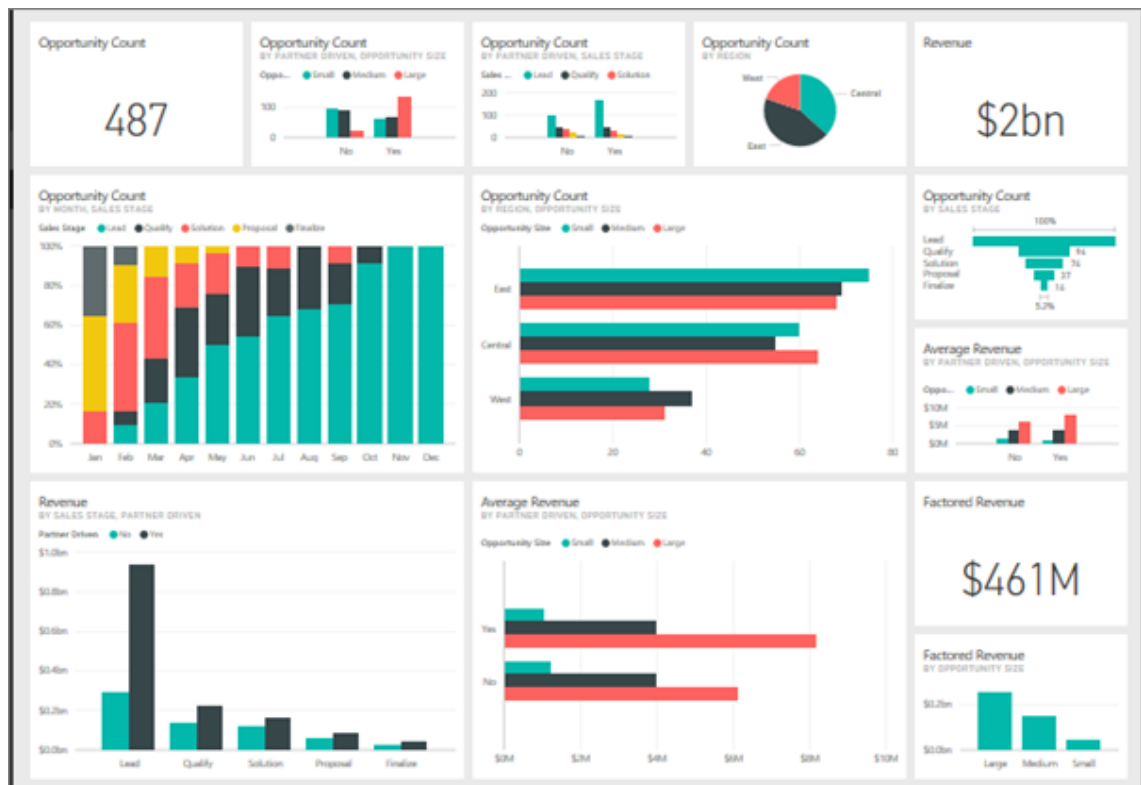 Opportunity Count
487
Opportunity Count
BY PARTNER DRIVEN, OPPORTUNITY SIZE
Oppo... Small Medium Large
100
0
No Yes
Opportunity Count
BY PARTNER DRIVEN, SALES STAGE
Sales ... Lead Qualify Solution
200
100
0
No Yes
Opportunity Count
BY REGION
West
Central
East
Revenue
$2bn
Opportunity Count
BY MONTH, SALES STAGE
Sales Stage Lead Qualify Solution Proposal Finalize
100%
80%
60%
40%
20%
0%
Jan Feb Mar Apr May Jun Jul Aug Sep Oct Nov Dec
Opportunity Count
BY REGION, OPPORTUNITY SIZE
Opportunity Size Small Medium Large
East
Central
West
0 20 40 60 80
Opportunity Count
BY SALES STAGE
100%
Lead
Qualify 94
Solution 74
Proposal 37
Finalize 16
5.2%
Average Revenue
BY PARTNER DRIVEN, OPPORTUNITY SIZE
Oppo... Small Medium Large
$10M
$5M
$0M
No Yes
Revenue
BY SALES STAGE, PARTNER DRIVEN
Partner Driven No Yes
$1.0bn
$0.8bn
$0.6bn
$0.4bn
$0.2bn
$0.0bn
Lead Qualify Solution Proposal Finalize
Average Revenue
BY PARTNER DRIVEN, OPPORTUNITY SIZE
Opportunity Size Small Medium Large
Yes
No
$0M $2M $4M $6M $8M $10M
Factored Revenue
$461M
Factored Revenue
BY OPPORTUNITY SIZE
$0.2bn
$0.0bn
Large Medium Small